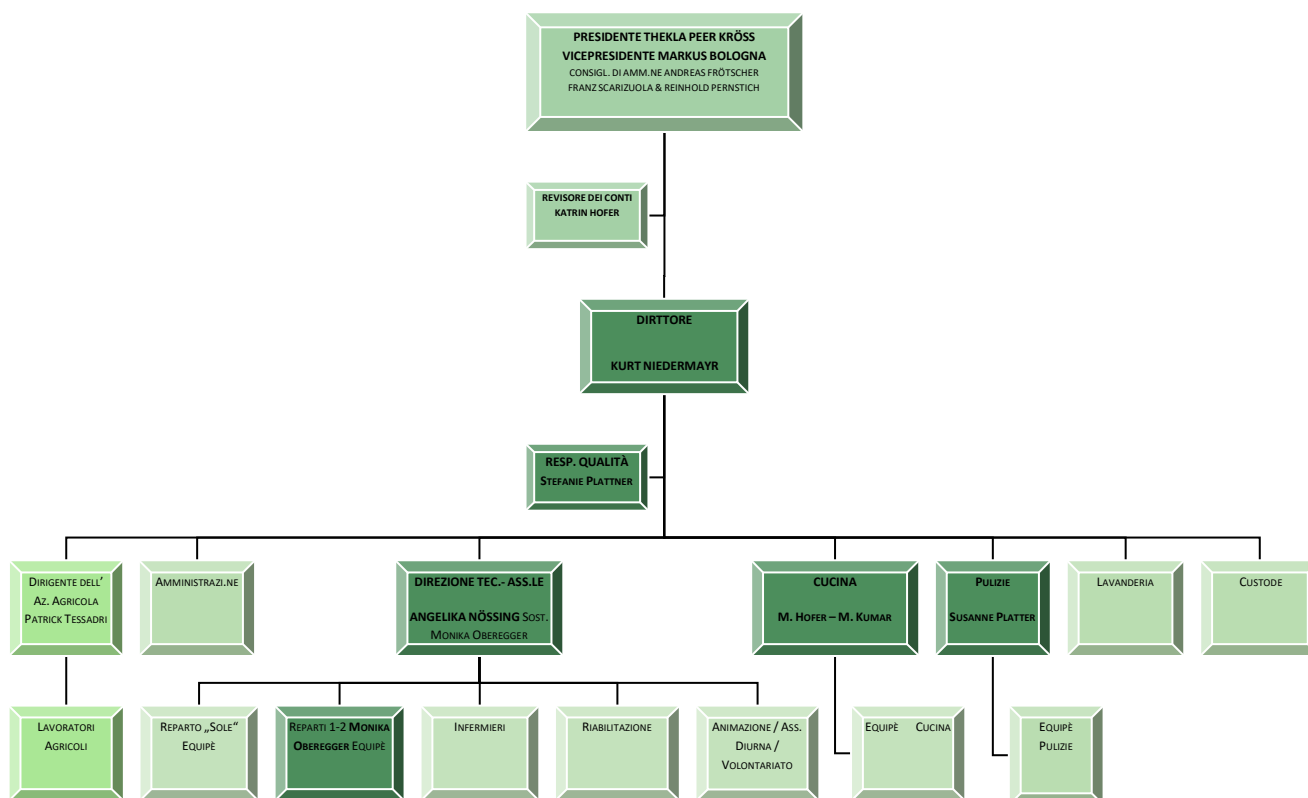 PRESIDENTE THEKLA PEER KRÖSS
VICEPRESIDENTE MARKUS BOLOGNA
CONSIGL. DI AMM.NE ANDREAS FRÖTSCHER
FRANZ SCARIZUOLA & REINHOLD PERNSTICH
REVISORE DEI CONTI
KATRIN HOFER
DIRTTORE
KURT NIEDERMAYR
RESP. QUALITÀ
STEFANIE PLATTNER
DIRIGENTE DELL'
AZ. AGRICOLA
PATRICK TESSADRI
AMMINISTRAZI.NE
DIREZIONE TEC.- ASS.LE
ANGELIKA NÖSSING SOST.
MONIKA OBEREGGER
CUCINA
M. HOFER – M. KUMAR
PULIZIE
SUSANNE PLATTER
LAVANDERIA
CUSTODE
LAVORATORI
AGRICOLI
REPARTO „SOLE"
EQUIPÈ
REPARTI 1-2 MONIKA
OBEREGGER EQUIPÈ
INFERMIERI
RIABILITAZIONE
ANIMAZIONE / ASS.
DIURNA /
VOLONTARIATO
EQUIPÈ CUCINA
EQUIPÈ
PULIZIE